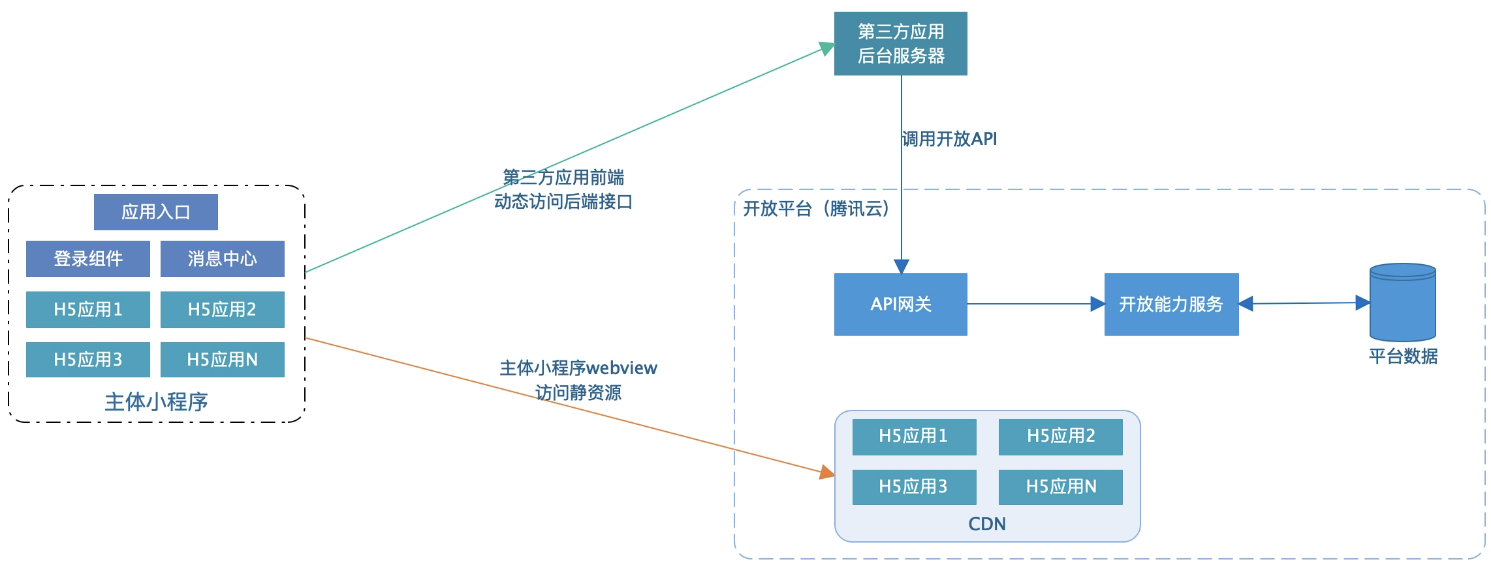 第三方应用
后台服务器
调用开放API
第三方应用前端
动态访问后端接口
应用入口
登录组件
消息中心
H5应用1
H5应用2
H5应用3
H5应用N
主体小程序
开放平台（腾讯云）
API网关
开放能力服务
平台数据
主体小程序webview
访问静资源
H5应用1
H5应用2
H5应用3
H5应用N
CDN